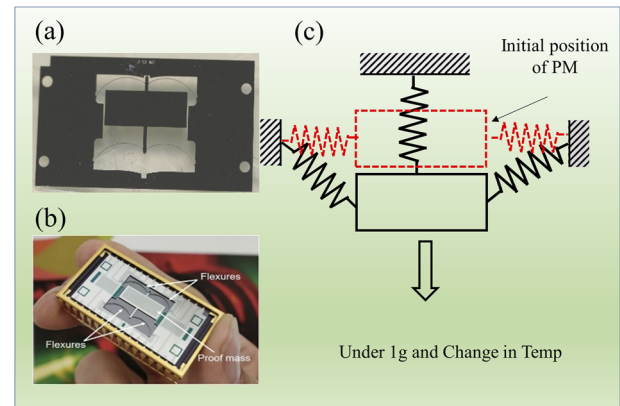 (a)
(b)
Flexures
Flexures
Proof mass
(c)
Initial position
of PM
Under 1g and Change in Temp